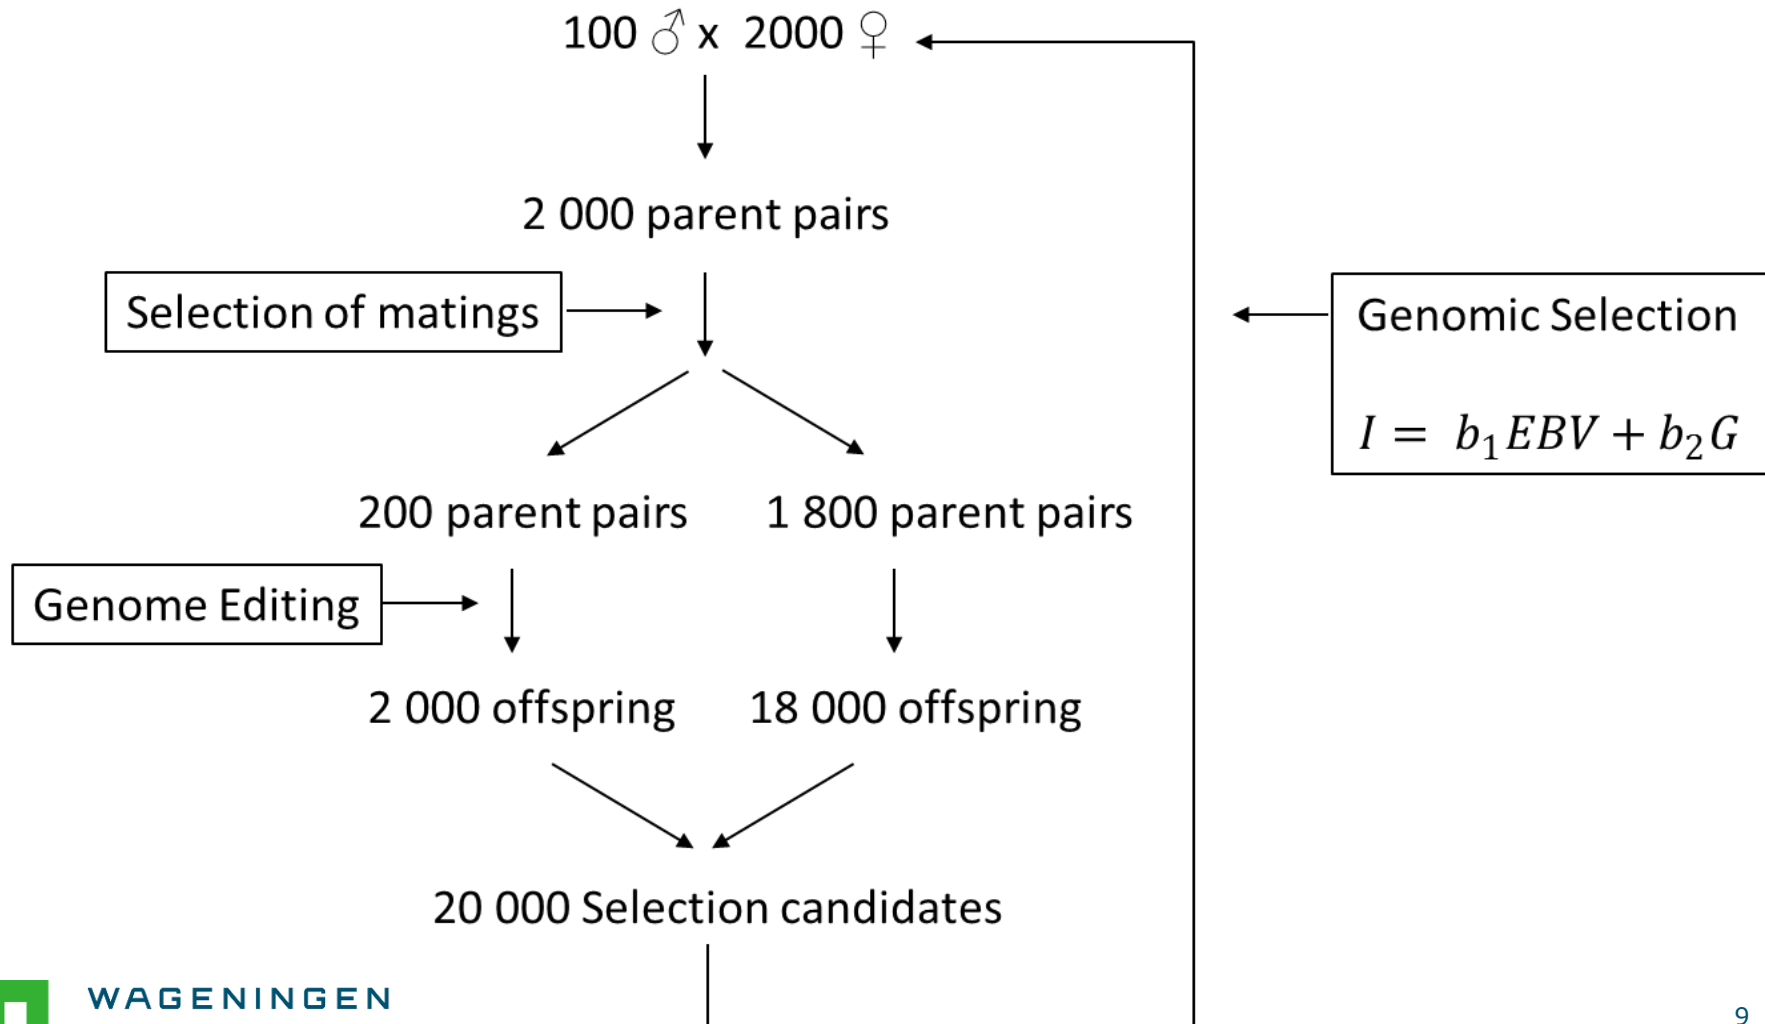 100 ♂ x 2000 ♀
2 000 parent pairs
Selection of matings
Genomic Selection
I = b₁EBV + b₂G
200 parent pairs
1 800 parent pairs
Genome Editing
2 000 offspring
18 000 offspring
20 000 Selection candidates
WAGENINGEN
9